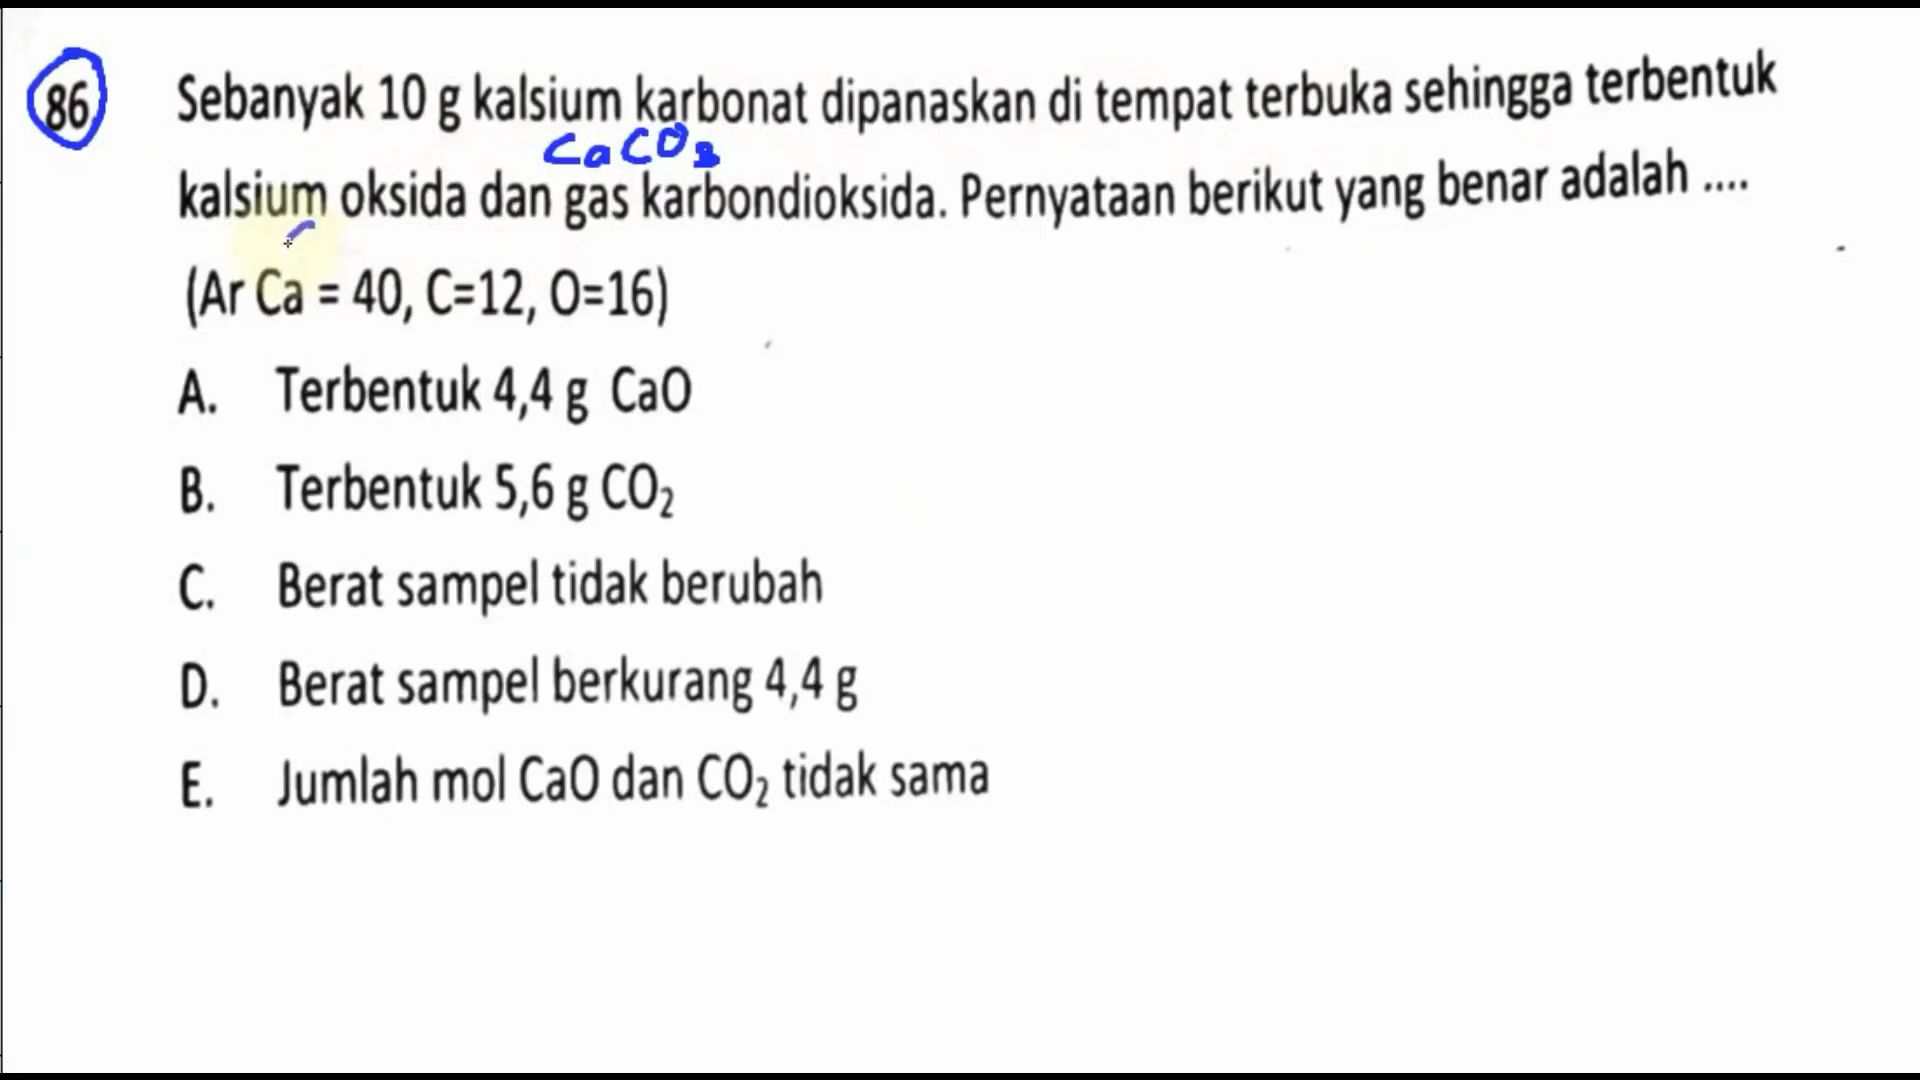 86 Sebanyak 10 g kalsium karbonat dipanaskan di tempat terbuka sehingga terbentuk
CaCO3
kalsium oksida dan gas karbondioksida. Pernyataan berikut yang benar adalah ....
(Ar Ca = 40, C=12, O=16)
A. Terbentuk 4,4 g CaO
B. Terbentuk 5,6 g CO₂
C. Berat sampel tidak berubah
D. Berat sampel berkurang 4,4 g
E. Jumlah mol CaO dan CO₂ tidak sama